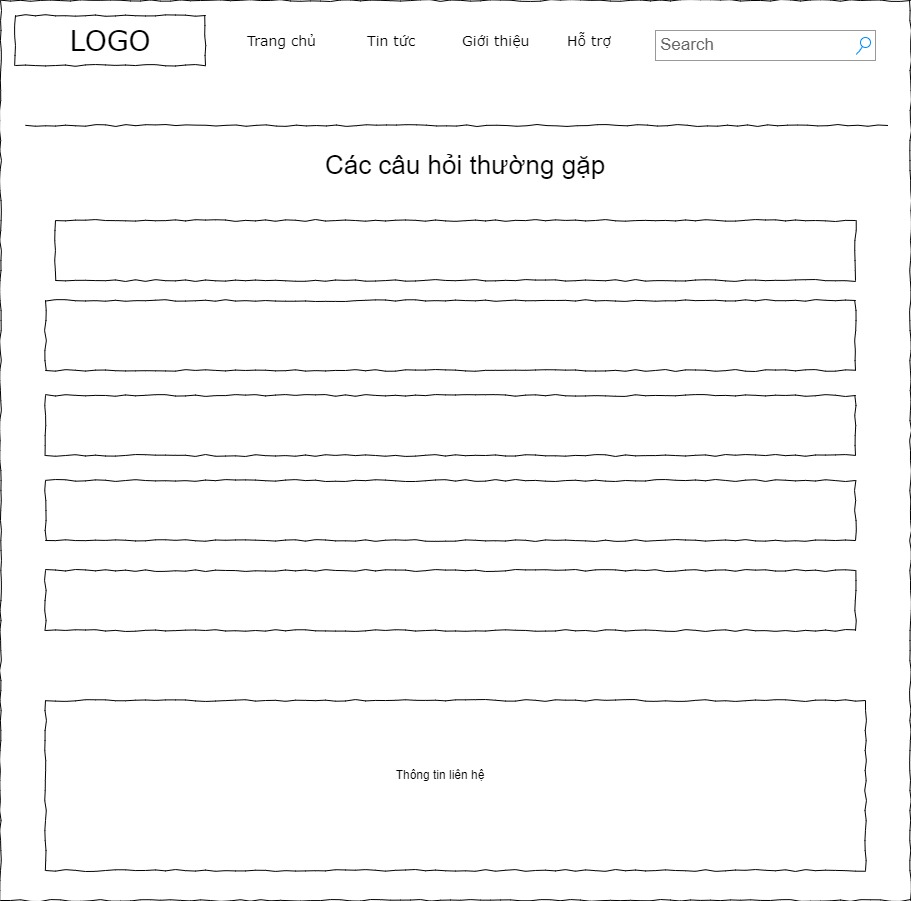 LOGO
Trang chủ
Tin tức
Giới thiệu
Hỗ trợ
Search
Các câu hỏi thường gặp
Thông tin liên hệ